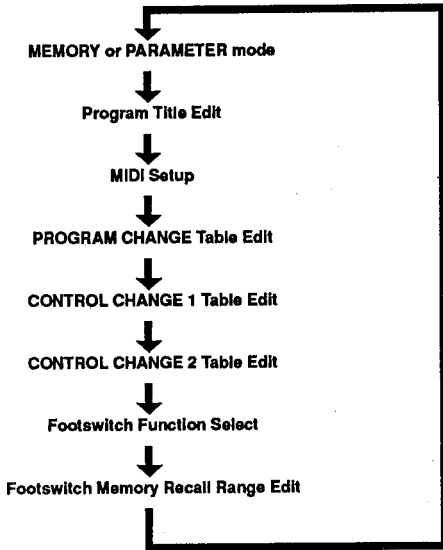 MEMORY or PARAMETER mode
Program Title Edit
MIDI Setup
PROGRAM CHANGE Table Edit
CONTROL CHANGE 1 Table Edit
CONTROL CHANGE 2 Table Edit
Footswitch Function Select
Footswitch Memory Recall Range Edit